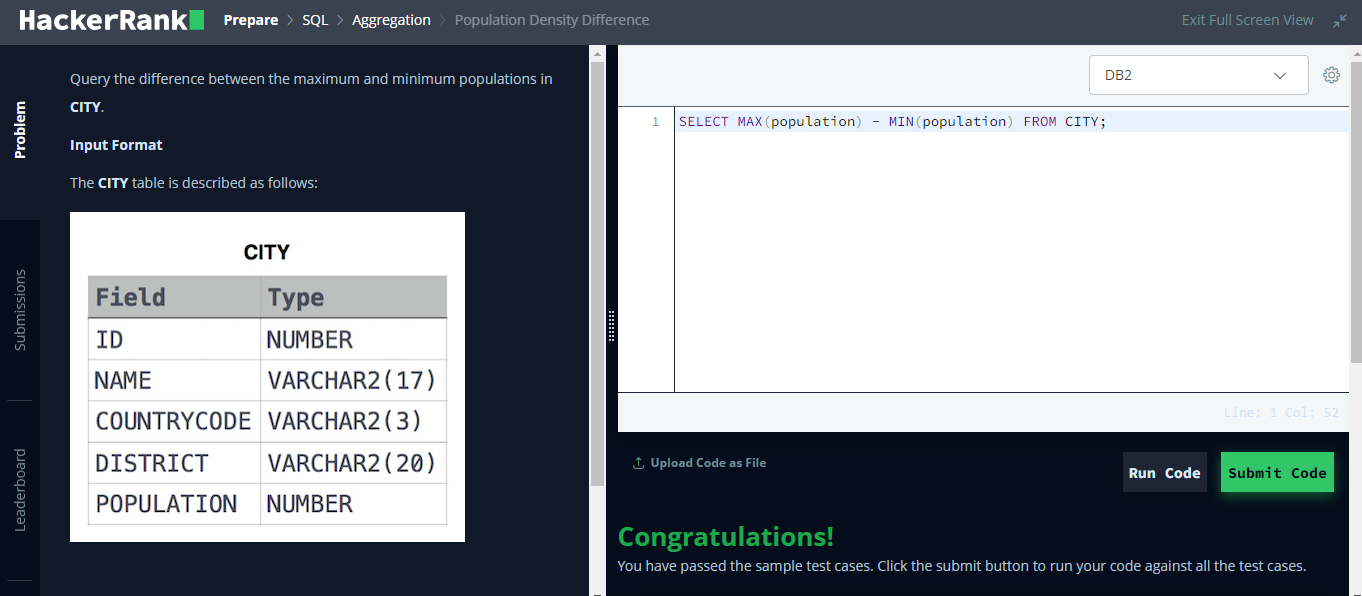 HackerRank
Prepare > SQL > Aggregation > Population Density Difference
Exit Full Screen View
Problem
Submissions
Leaderboard
Query the difference between the maximum and minimum populations in
CITY.
Input Format
The CITY table is described as follows:
CITY
Field Type
ID NUMBER
NAME VARCHAR2(17)
COUNTRYCODE VARCHAR2(3)
DISTRICT VARCHAR2(20)
POPULATION NUMBER
DB2
1 SELECT MAX(population) - MIN(population) FROM CITY;
Line: 1 Col: 52
Upload Code as File
Run Code
Submit Code
Congratulations!
You have passed the sample test cases. Click the submit button to run your code against all the test cases.